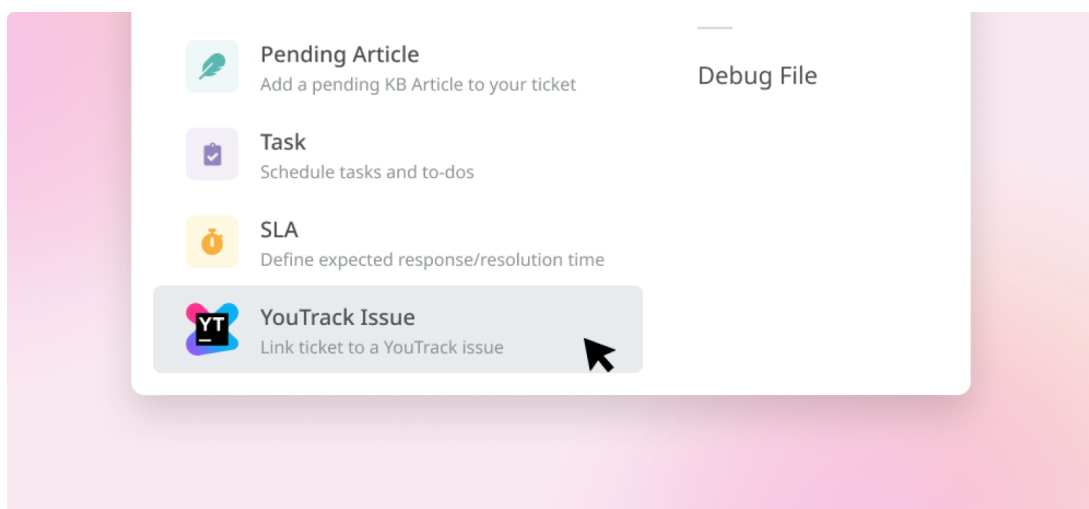 Pending Article
Add a pending KB Article to your ticket
Debug File
Task
Schedule tasks and to-dos
SLA
Define expected response/resolution time
YT
YouTrack Issue
Link ticket to a YouTrack issue